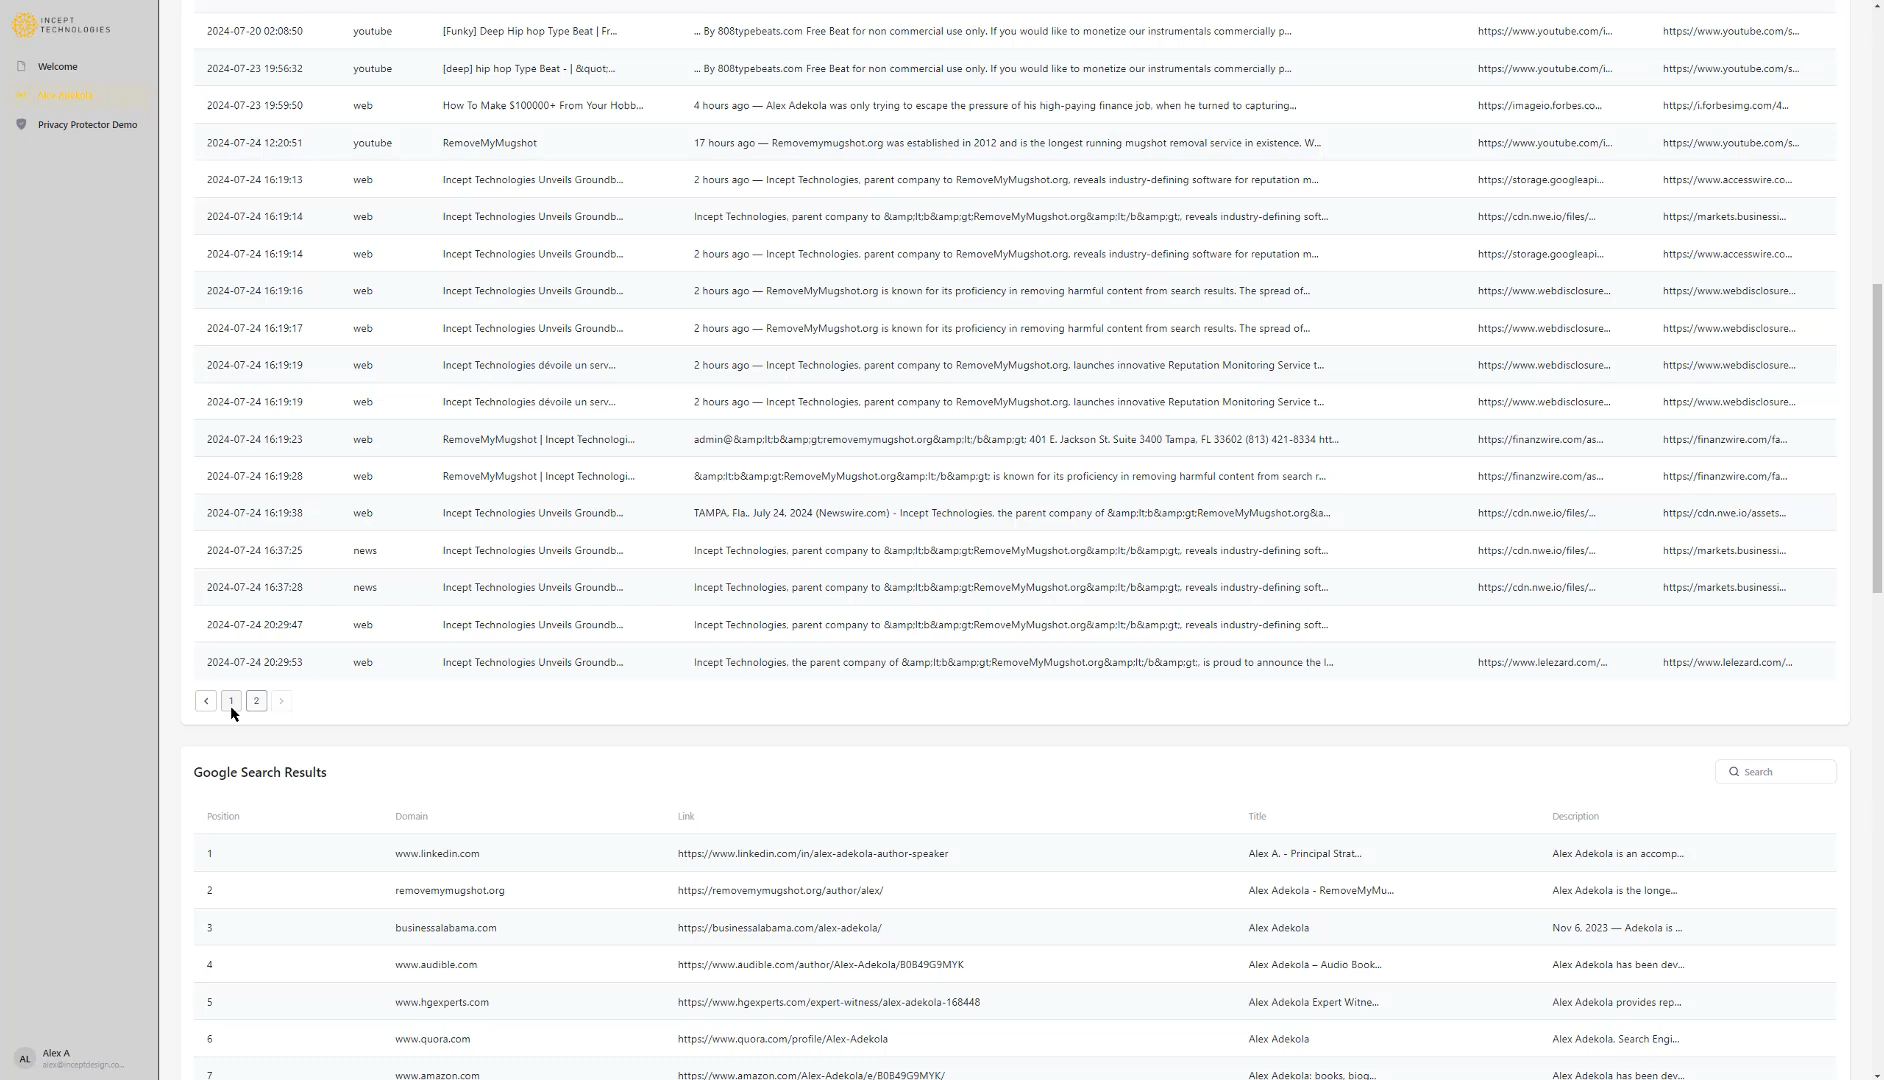 INCEPT
TECHNOLOGIES
Welcome
Alex Adekola
Privacy Protector Demo
2024-07-20 02:08:50 youtube [Funky] Deep Hip hop Type Beat | Fr... ... By 808typebeats.com Free Beat for non commercial use only. If you would like to monetize our instrumentals commercially p... https://www.youtube.com/i... https://www.youtube.com/s...
2024-07-23 19:56:32 youtube [deep] hip hop Type Beat - | &quot;... ... By 808typebeats.com Free Beat for non commercial use only. If you would like to monetize our instrumentals commercially p... https://www.youtube.com/i... https://www.youtube.com/s...
2024-07-23 19:59:50 web How To Make $100000+ From Your Hobb... 4 hours ago — Alex Adekola was only trying to escape the pressure of his high-paying finance job, when he turned to capturing... https://imageio.forbes.co... https://i.forbesimg.com/4...
2024-07-24 12:20:51 youtube RemoveMyMugshot 17 hours ago — Removemymugshot.org was established in 2012 and is the longest running mugshot removal service in existence. W... https://www.youtube.com/i... https://www.youtube.com/s...
2024-07-24 16:19:13 web Incept Technologies Unveils Groundb... 2 hours ago — Incept Technologies, parent company to RemoveMyMugshot.org, reveals industry-defining software for reputation m... https://storage.googleapi... https://www.accesswire.co...
2024-07-24 16:19:14 web Incept Technologies Unveils Groundb... Incept Technologies, parent company to &amp;lt;b&amp;gt;RemoveMyMugshot.org&amp;lt;/b&amp;gt;, reveals industry-defining soft... https://cdn.nwe.io/files/... https://markets.businessi...
2024-07-24 16:19:14 web Incept Technologies Unveils Groundb... 2 hours ago — Incept Technologies, parent company to RemoveMyMugshot.org, reveals industry-defining software for reputation m... https://storage.googleapi... https://www.accesswire.co...
2024-07-24 16:19:16 web Incept Technologies Unveils Groundb... 2 hours ago — RemoveMyMugshot.org is known for its proficiency in removing harmful content from search results. The spread of... https://www.webdisclosure... https://www.webdisclosure...
2024-07-24 16:19:17 web Incept Technologies Unveils Groundb... 2 hours ago — RemoveMyMugshot.org is known for its proficiency in removing harmful content from search results. The spread of... https://www.webdisclosure... https://www.webdisclosure...
2024-07-24 16:19:19 web Incept Technologies dévoile un serv... 2 hours ago — Incept Technologies, parent company to RemoveMyMugshot.org, launches innovative Reputation Monitoring Service t... https://www.webdisclosure... https://www.webdisclosure...
2024-07-24 16:19:19 web Incept Technologies dévoile un serv... 2 hours ago — Incept Technologies, parent company to RemoveMyMugshot.org, launches innovative Reputation Monitoring Service t... https://www.webdisclosure... https://www.webdisclosure...
2024-07-24 16:19:23 web RemoveMyMugshot | Incept Technologi... admin@&amp;lt;b&amp;gt;removemymugshot.org&amp;lt;/b&amp;gt; 401 E. Jackson St. Suite 3400 Tampa, FL 33602 (813) 421-8334 htt... https://finanzwire.com/as... https://finanzwire.com/fa...
2024-07-24 16:19:28 web RemoveMyMugshot | Incept Technologi... &amp;lt;b&amp;gt;RemoveMyMugshot.org&amp;lt;/b&amp;gt; is known for its proficiency in removing harmful content from search r... https://finanzwire.com/as... https://finanzwire.com/fa...
2024-07-24 16:19:38 web Incept Technologies Unveils Groundb... TAMPA, Fla., July 24, 2024 (Newswire.com) - Incept Technologies, the parent company of &amp;lt;b&amp;gt;RemoveMyMugshot.org&a... https://cdn.nwe.io/files/... https://cdn.nwe.io/assets...
2024-07-24 16:37:25 news Incept Technologies Unveils Groundb... Incept Technologies, parent company to &amp;lt;b&amp;gt;RemoveMyMugshot.org&amp;lt;/b&amp;gt;, reveals industry-defining soft... https://cdn.nwe.io/files/... https://markets.businessi...
2024-07-24 16:37:28 news Incept Technologies Unveils Groundb... Incept Technologies, parent company to &amp;lt;b&amp;gt;RemoveMyMugshot.org&amp;lt;/b&amp;gt;, reveals industry-defining soft... https://cdn.nwe.io/files/... https://markets.businessi...
2024-07-24 20:29:47 web Incept Technologies Unveils Groundb... Incept Technologies, parent company to &amp;lt;b&amp;gt;RemoveMyMugshot.org&amp;lt;/b&amp;gt;, reveals industry-defining soft...
2024-07-24 20:29:53 web Incept Technologies Unveils Groundb... Incept Technologies, the parent company of &amp;lt;b&amp;gt;RemoveMyMugshot.org&amp;lt;/b&amp;gt;, is proud to announce the l... https://www.lelezard.com/... https://www.lelezard.com/...
1 2
Google Search Results
Search
Position Domain Link Title Description
1 www.linkedin.com https://www.linkedin.com/in/alex-adekola-author-speaker Alex A. - Principal Strat... Alex Adekola is an accomp...
2 removemymugshot.org https://removemymugshot.org/author/alex/ Alex Adekola - RemoveMyMu... Alex Adekola is the longe...
3 businessalabama.com https://businessalabama.com/alex-adekola/ Alex Adekola Nov 6, 2023 — Adekola is ...
4 www.audible.com https://www.audible.com/author/Alex-Adekola/B0B49G9MYK Alex Adekola – Audio Book... Alex Adekola has been dev...
5 www.hgexperts.com https://www.hgexperts.com/expert-witness/alex-adekola-168448 Alex Adekola Expert Witne... Alex Adekola provides rep...
6 www.quora.com https://www.quora.com/profile/Alex-Adekola Alex Adekola Alex Adekola, Search Engi...
7 www.amazon.com https://www.amazon.com/Alex-Adekola/e/B0B49G9MYK/ Alex Adekola: books, biog... Alex Adekola has been dev...
AL
Alex A
alex@inceptdesign.co...